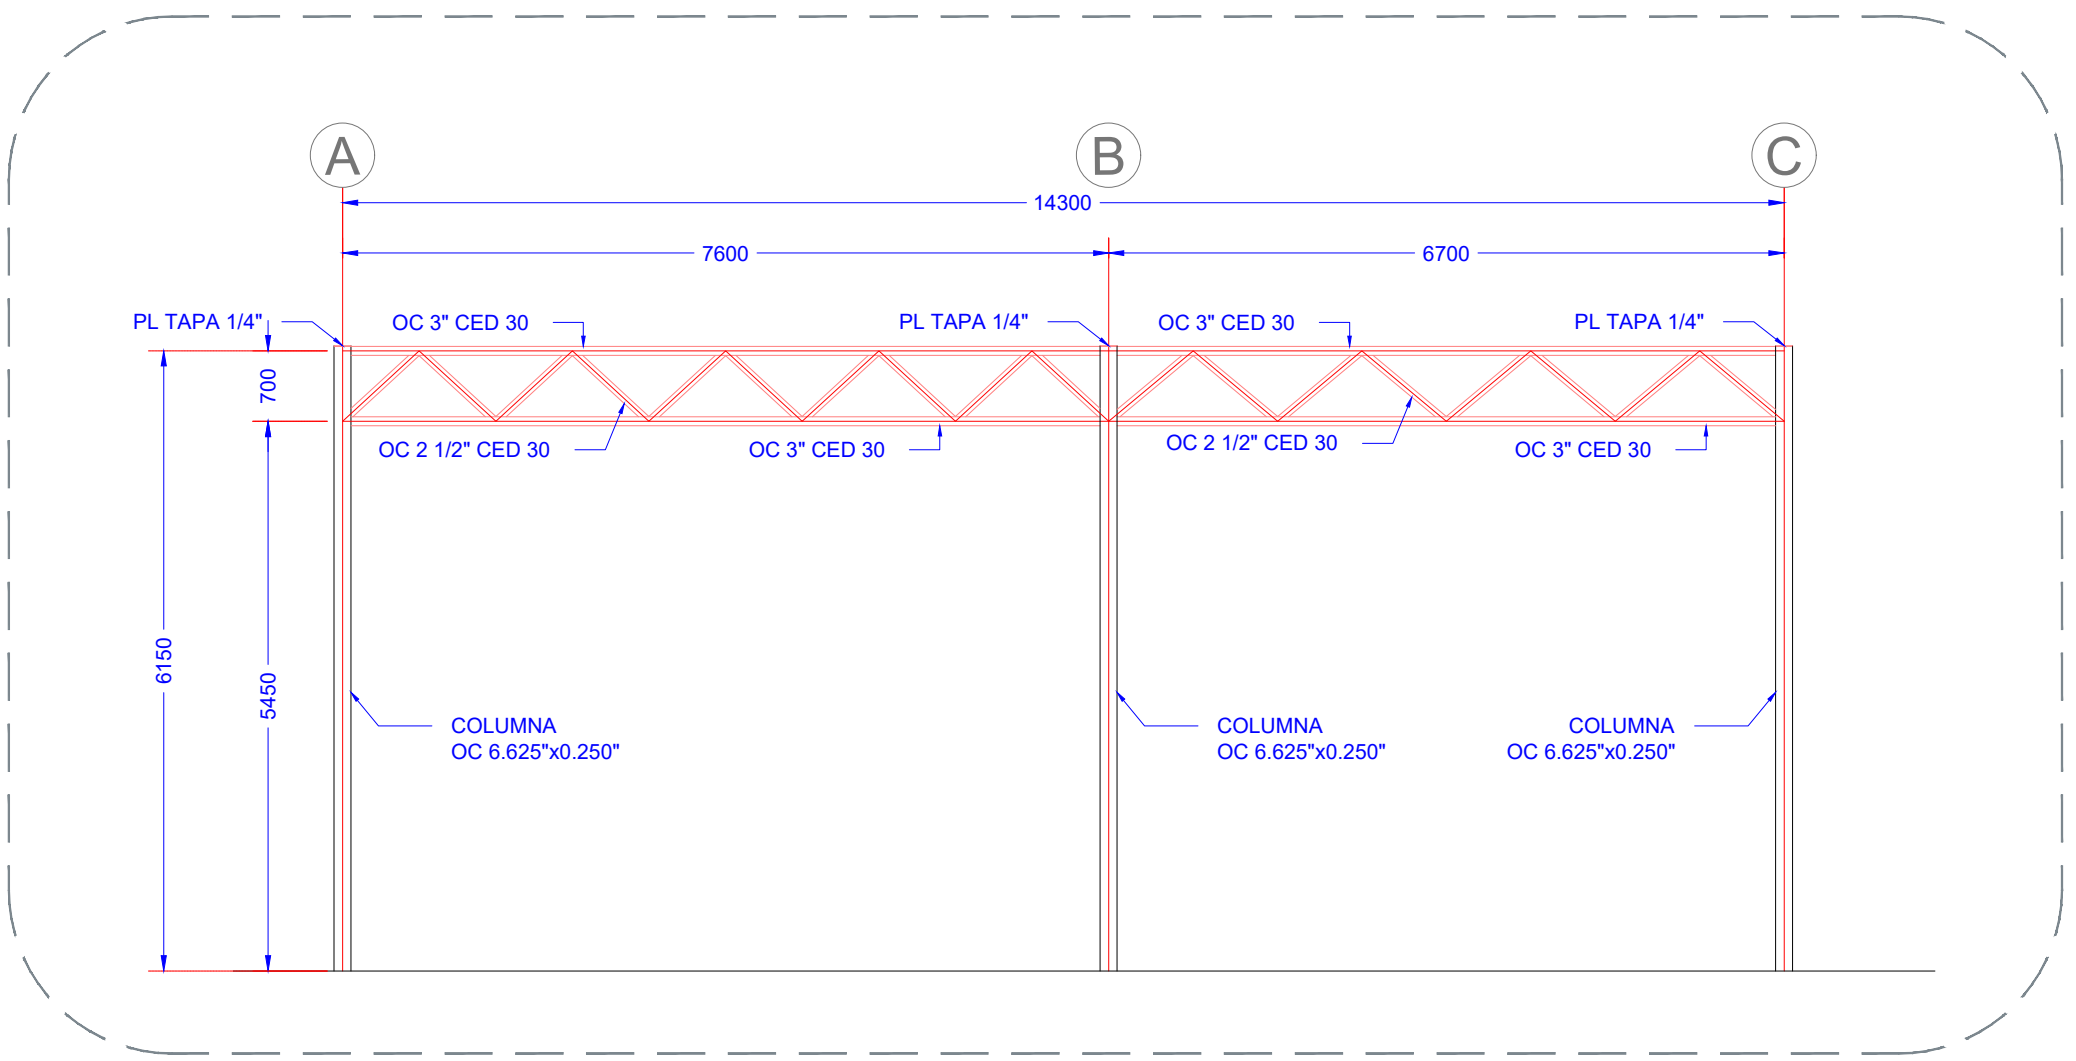 A
B
C
14300
7600
6700
PL TAPA 1/4"
OC 3" CED 30
PL TAPA 1/4"
OC 3" CED 30
PL TAPA 1/4"
700
OC 2 1/2" CED 30
OC 3" CED 30
OC 2 1/2" CED 30
OC 3" CED 30
6150
5450
COLUMNA
OC 6.625"x0.250"
COLUMNA
OC 6.625"x0.250"
COLUMNA
OC 6.625"x0.250"